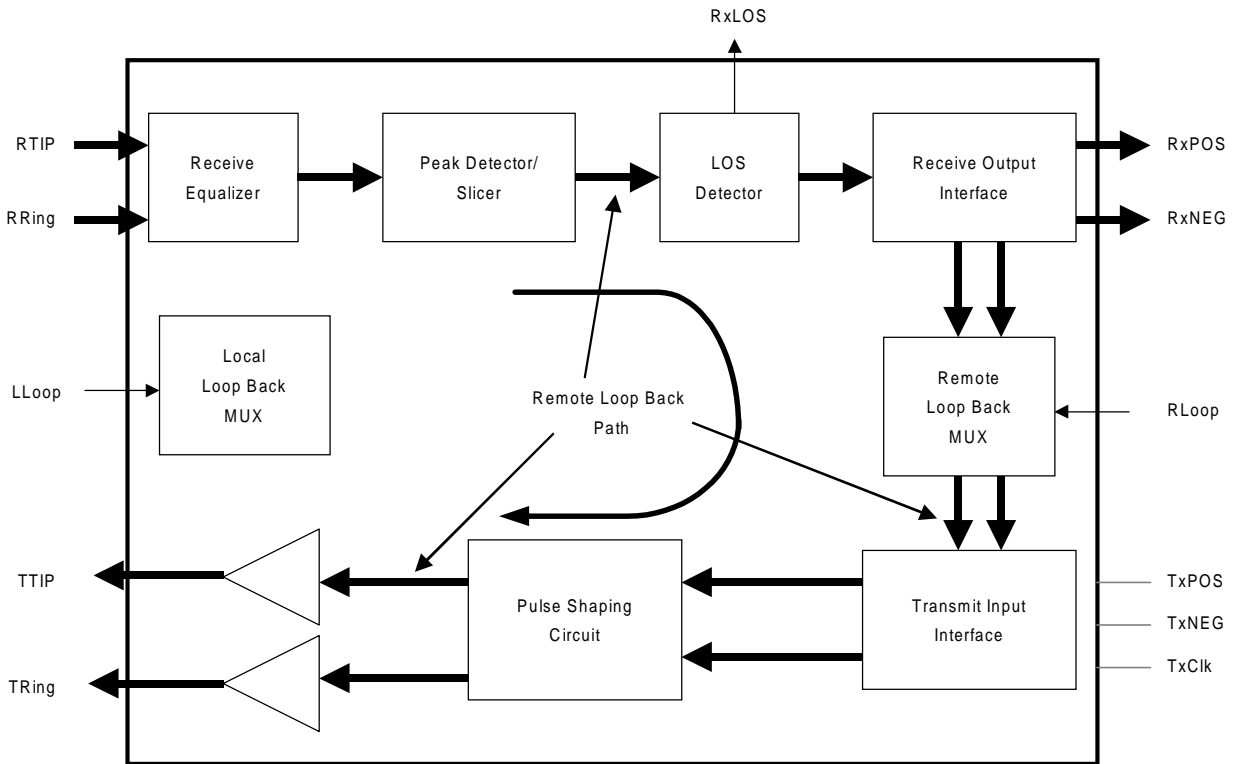 RxLOS
RTIP
RRing
Receive
Equalizer
Peak Detector/
Slicer
LOS
Detector
Receive Output
Interface
RxPOS
RxNEG
LLoop
Local
Loop Back
MUX
Remote Loop Back
Path
Remote
Loop Back
MUX
RLoop
TTIP
TRing
Pulse Shaping
Circuit
Transmit Input
Interface
TxPOS
TxNEG
TxClk